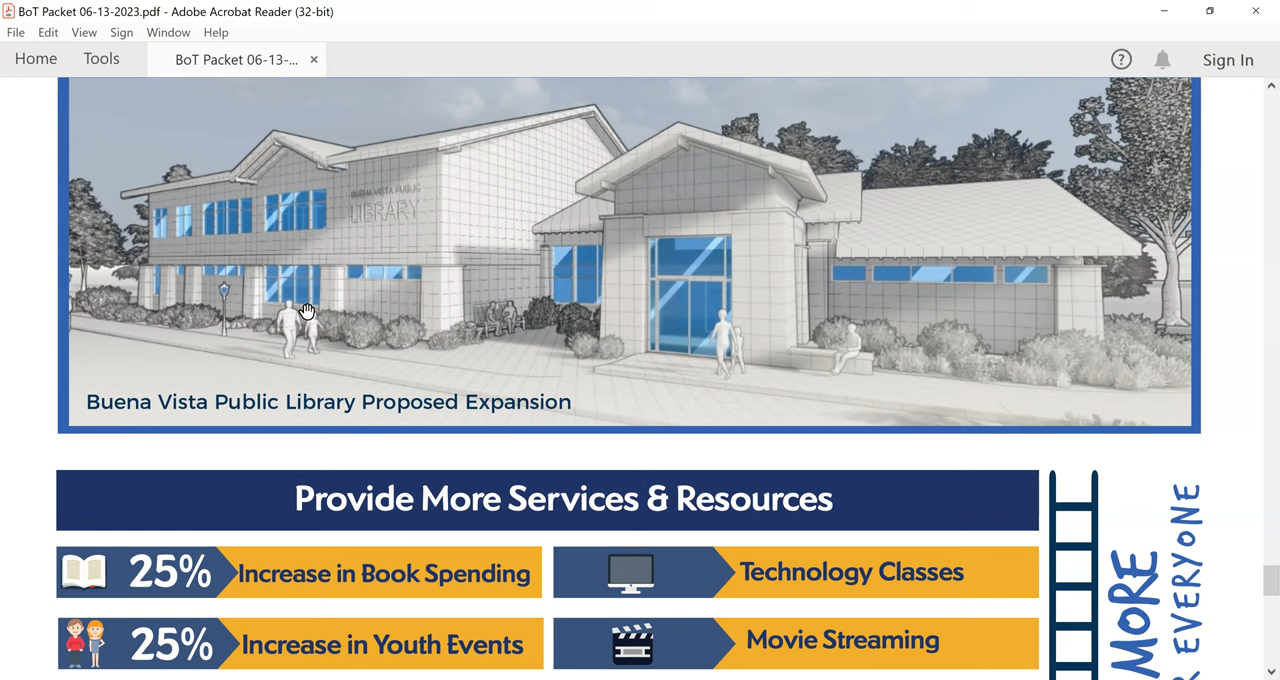 BoT Packet 06-13-2023.pdf - Adobe Acrobat Reader (32-bit)
File Edit View Sign Window Help
Home Tools BoT Packet 06-13-... × ? Sign In
BUENA VISTA PUBLIC
LIBRARY
Buena Vista Public Library Proposed Expansion
Provide More Services & Resources
25% Increase in Book Spending
Technology Classes
25% Increase in Youth Events
Movie Streaming
MORE
EVERYONE